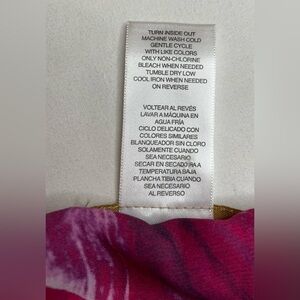 TURN INSIDE OUT
MACHINE WASH COLD
GENTLE CYCLE
WITH LIKE COLORS
ONLY NON-CHLORINE
BLEACH WHEN NEEDED
TUMBLE DRY LOW
COOL IRON WHEN NEEDED
ON REVERSE
VOLTEAR AL REVÉS
LAVAR A MÁQUINA EN
AGUA FRÍA
CICLO DELICADO CON
COLORES SIMILARES
BLANQUEADOR SIN CLORO
SOLAMENTE CUANDO
SEA NECESARIO
SECAR EN SECADORA A
TEMPERATURA BAJA
PLANCHA TIBIA CUANDO
SEA NECESARIO
AL REVERSO